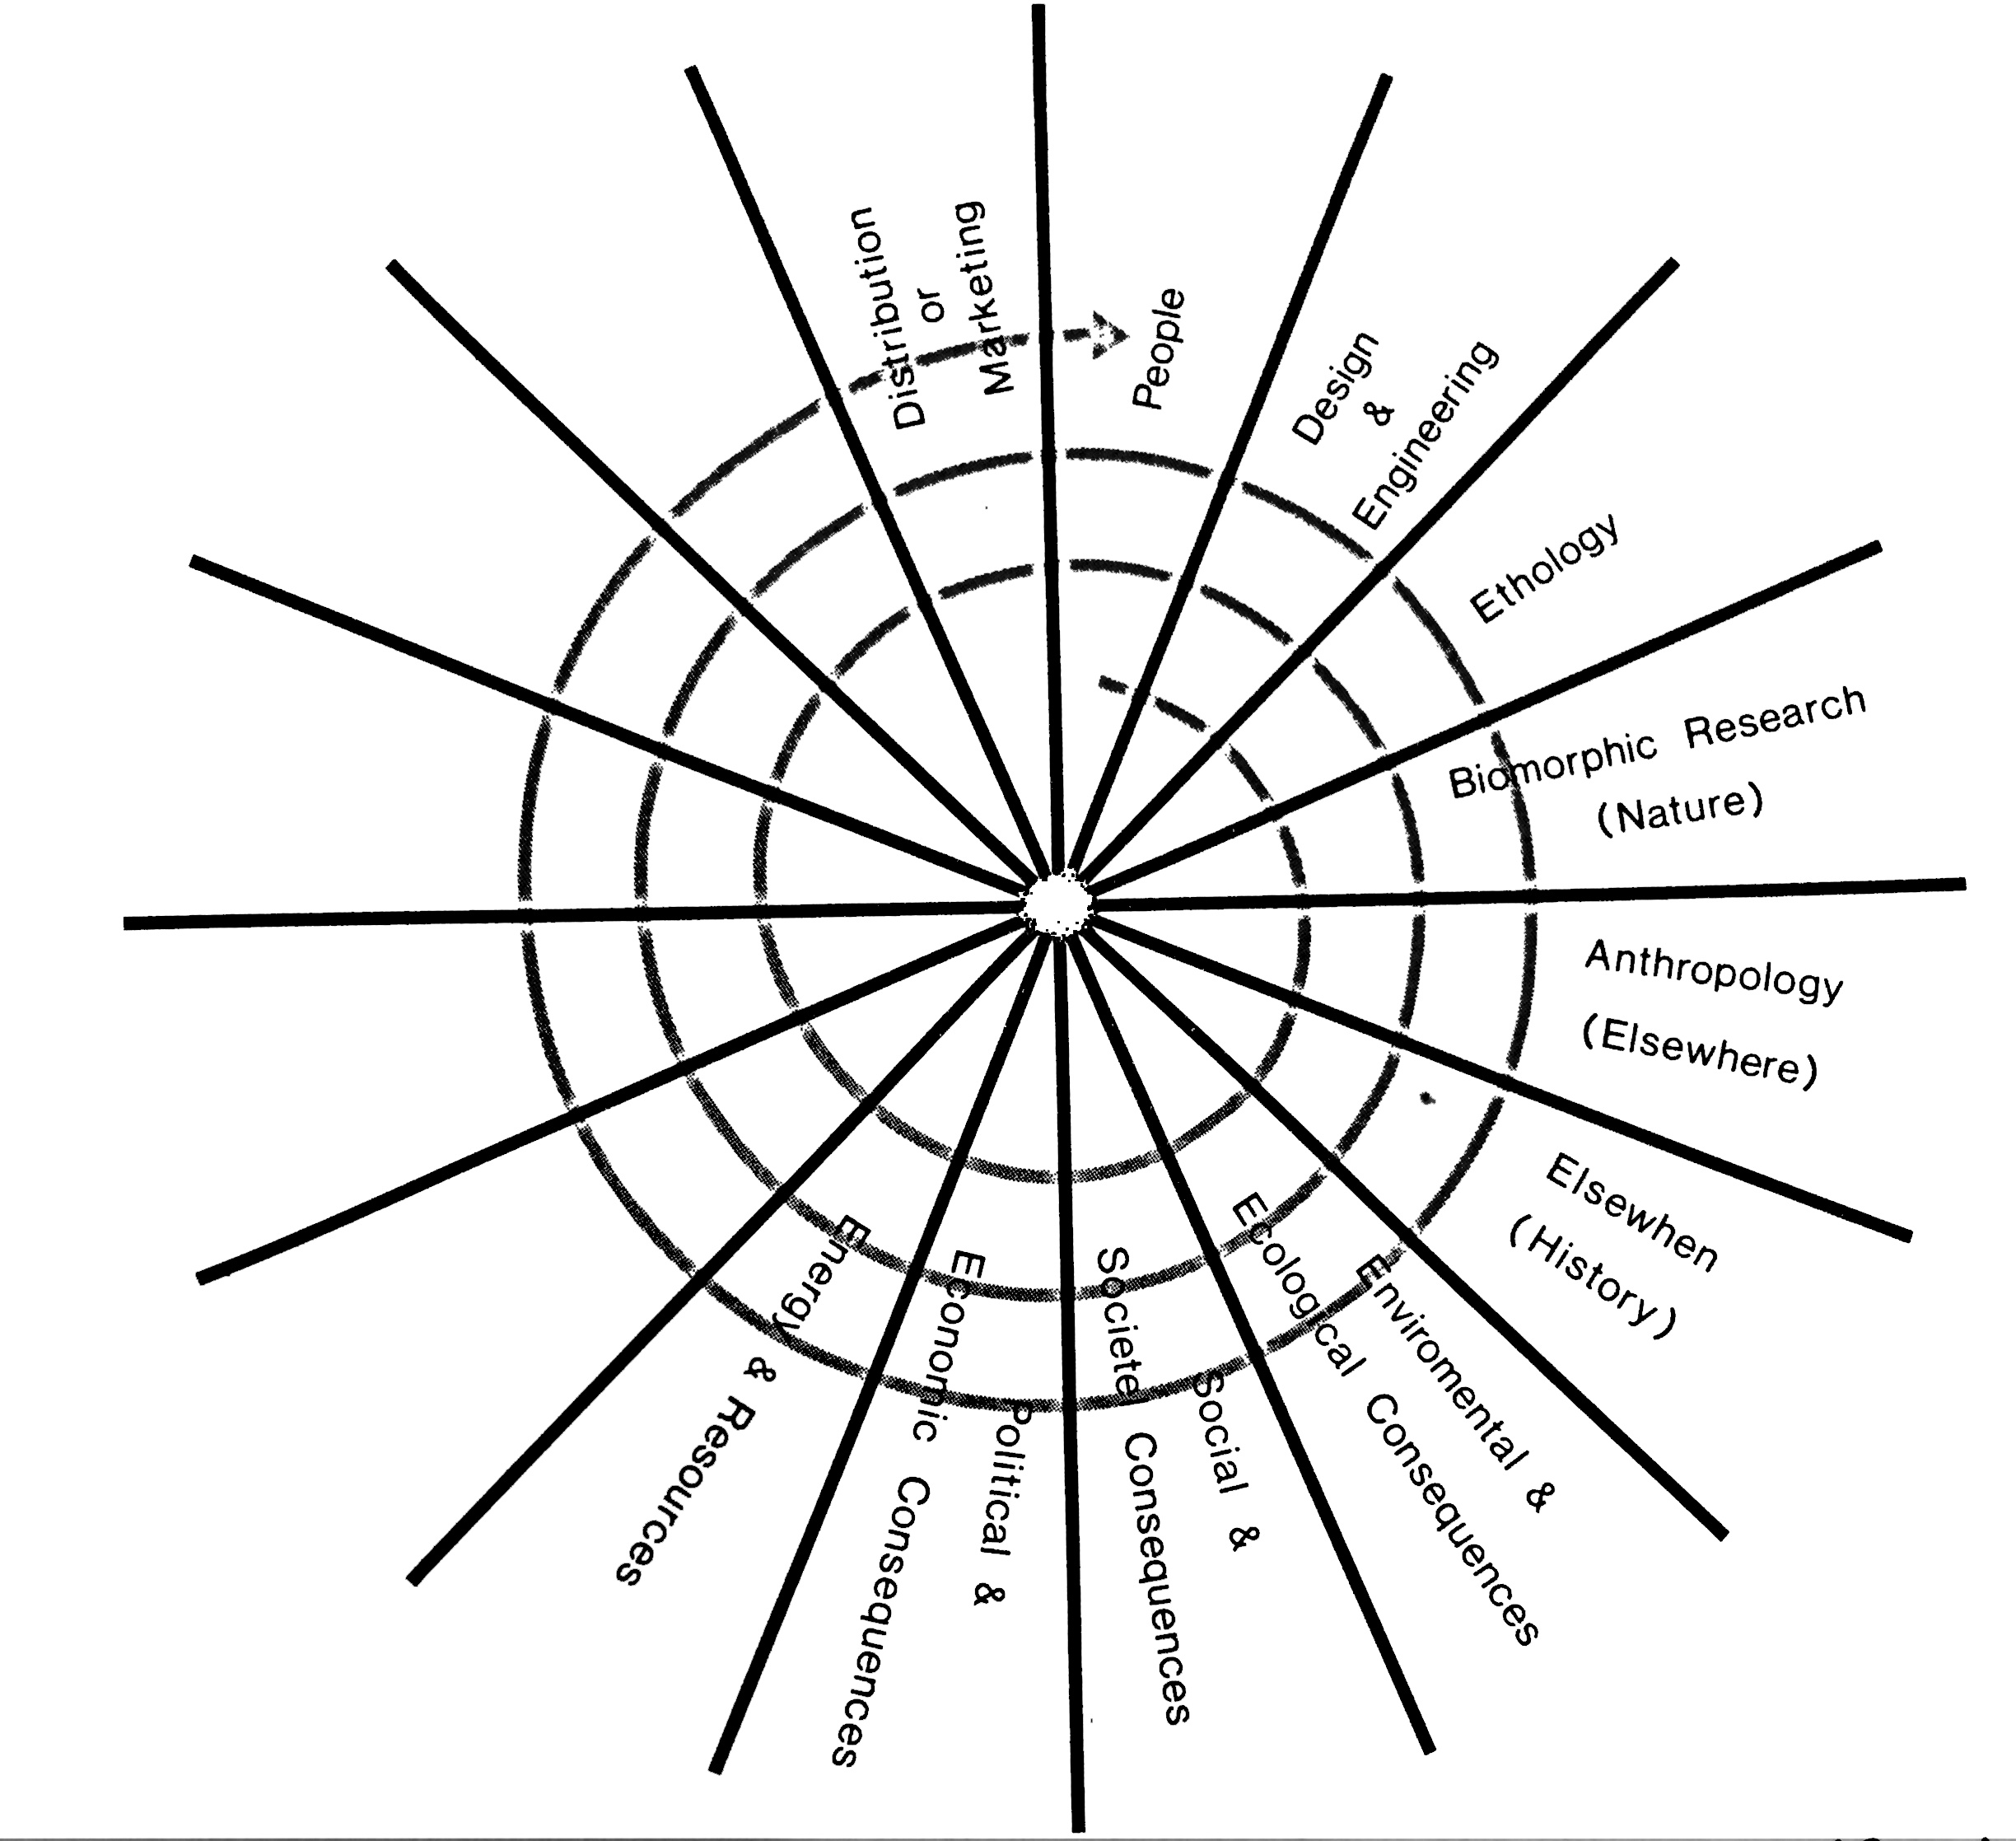 People
Design
&
Engineering
Ethology
Biomorphic Research
(Nature)
Anthropology
(Elsewhere)
Elsewhen
(History)
Enviromental &
Ecological Consequences
Social &
Societe Consequences
Political &
Economic Consequences
Energy & Resources
Distribution
or
Marketing